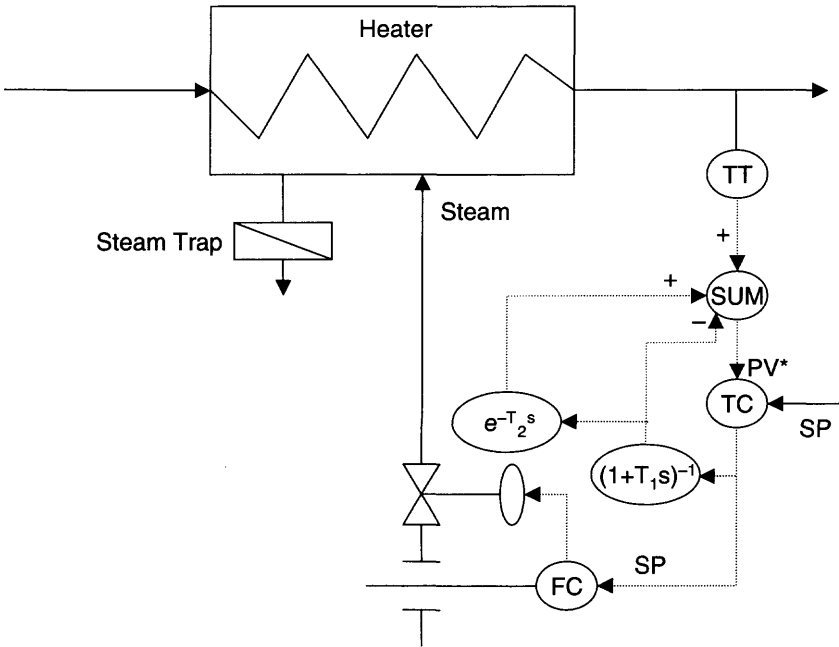 Heater
TT
Steam
Steam Trap
+
+
SUM
–
PV*
TC
SP
e^{–T_2 s}
(1+T_1s)^{–1}
SP
FC